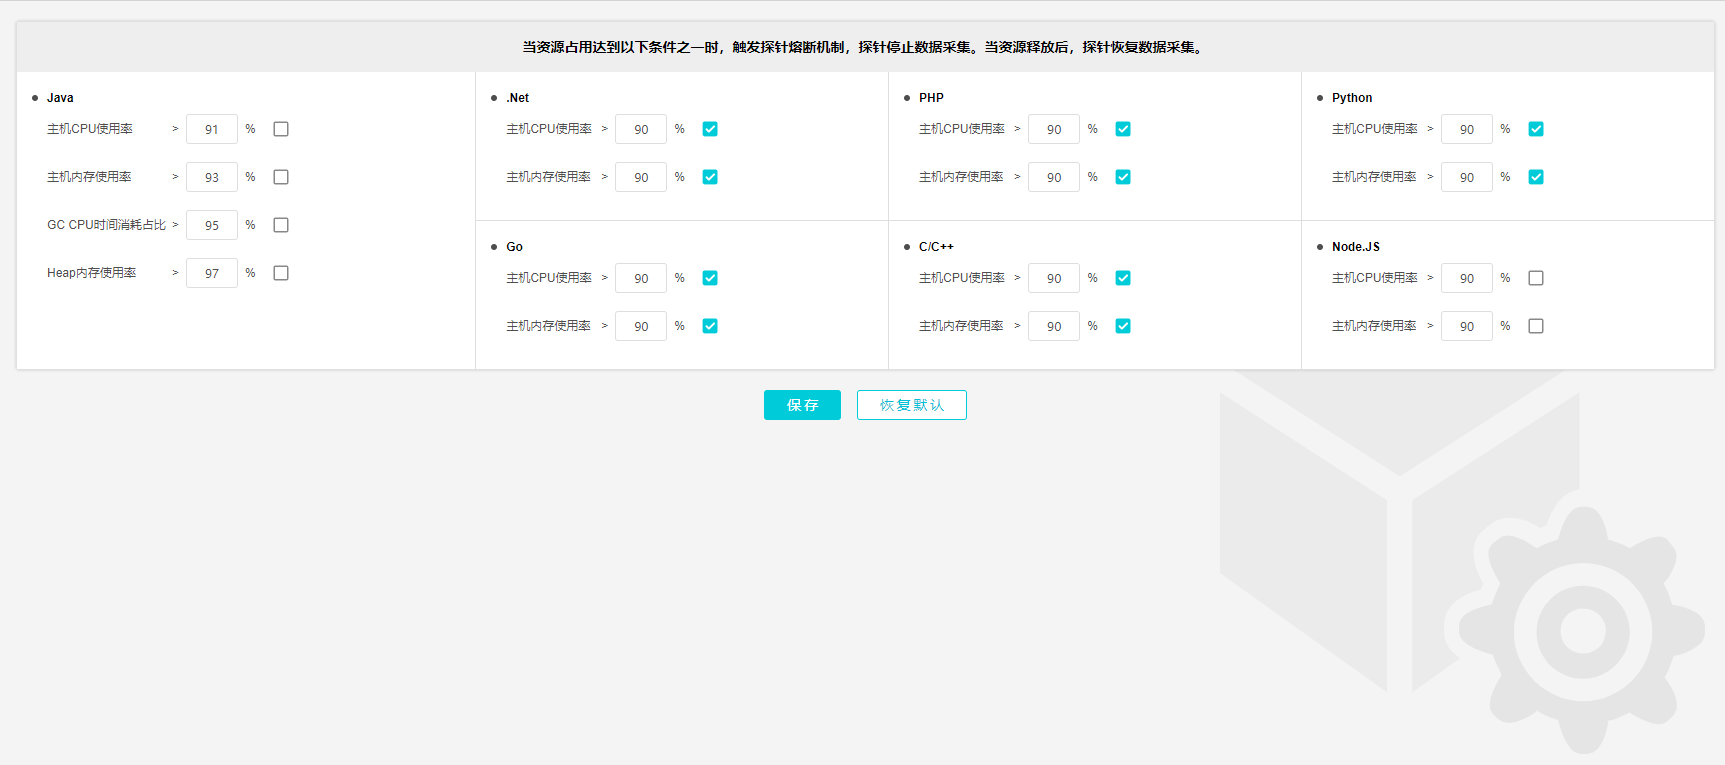 当资源占用达到以下条件之一时，触发探针熔断机制，探针停止数据采集。当资源释放后，探针恢复数据采集。
Java
主机CPU使用率 > 91 %
主机内存使用率 > 93 %
GC CPU时间消耗占比 > 95 %
Heap内存使用率 > 97 %
.Net
主机CPU使用率 > 90 %
主机内存使用率 > 90 %
PHP
主机CPU使用率 > 90 %
主机内存使用率 > 90 %
Python
主机CPU使用率 > 90 %
主机内存使用率 > 90 %
Go
主机CPU使用率 > 90 %
主机内存使用率 > 90 %
C/C++
主机CPU使用率 > 90 %
主机内存使用率 > 90 %
Node.JS
主机CPU使用率 > 90 %
主机内存使用率 > 90 %
保存
恢复默认